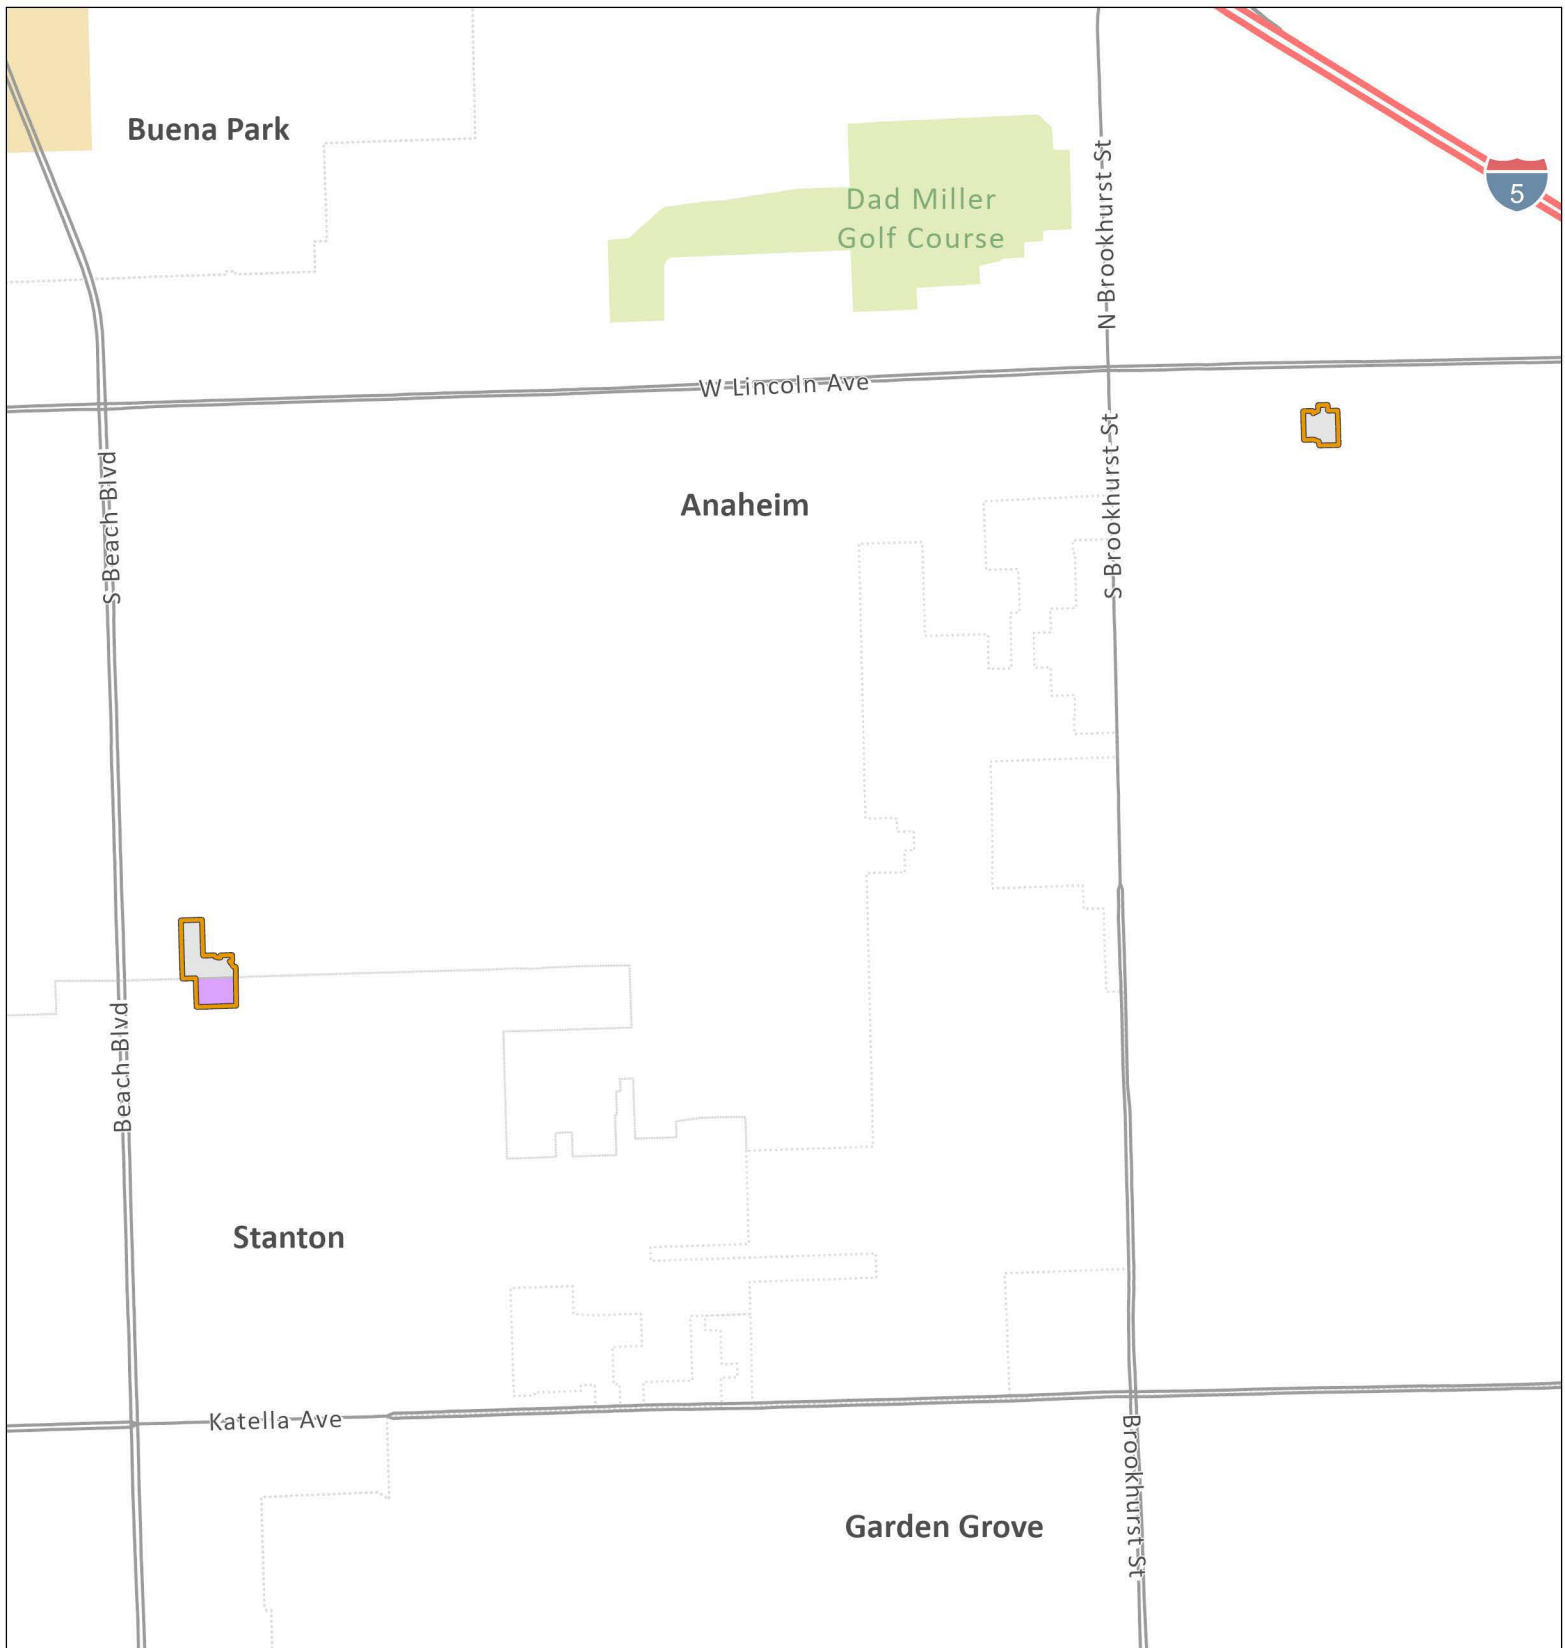 Buena Park
N Brookhurst St
5
Dad Miller
Golf Course
W Lincoln Ave
S Beach Blvd
S Brookhurst St
Anaheim
Beach Blvd
Stanton
Katella Ave
Brookhurst St
Garden Grove